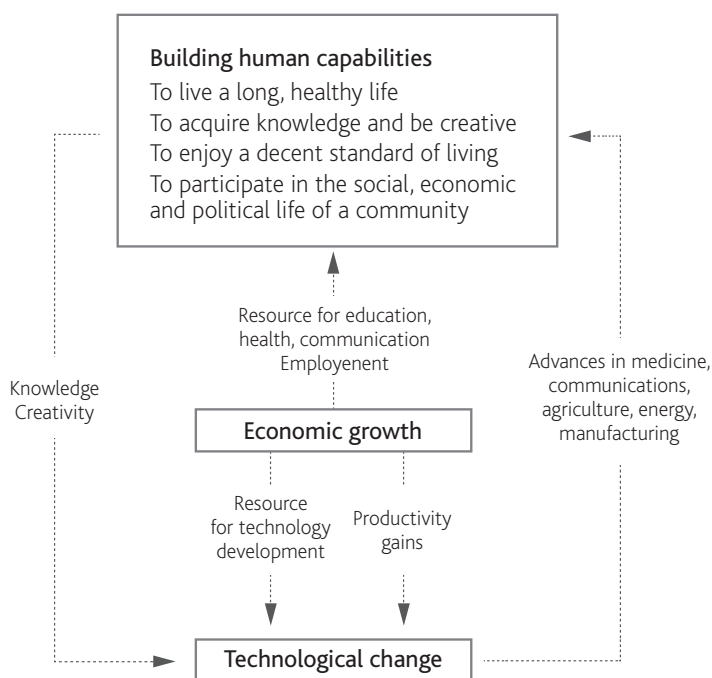 Building human capabilities
To live a long, healthy life
To acquire knowledge and be creative
To enjoy a decent standard of living
To participate in the social, economic
and political life of a community
Resource for education,
health, communication
Employenent
Knowledge
Creativity
Advances in medicine,
communications,
agriculture, energy,
manufacturing
Economic growth
Resource
for technology
development
Productivity
gains
Technological change